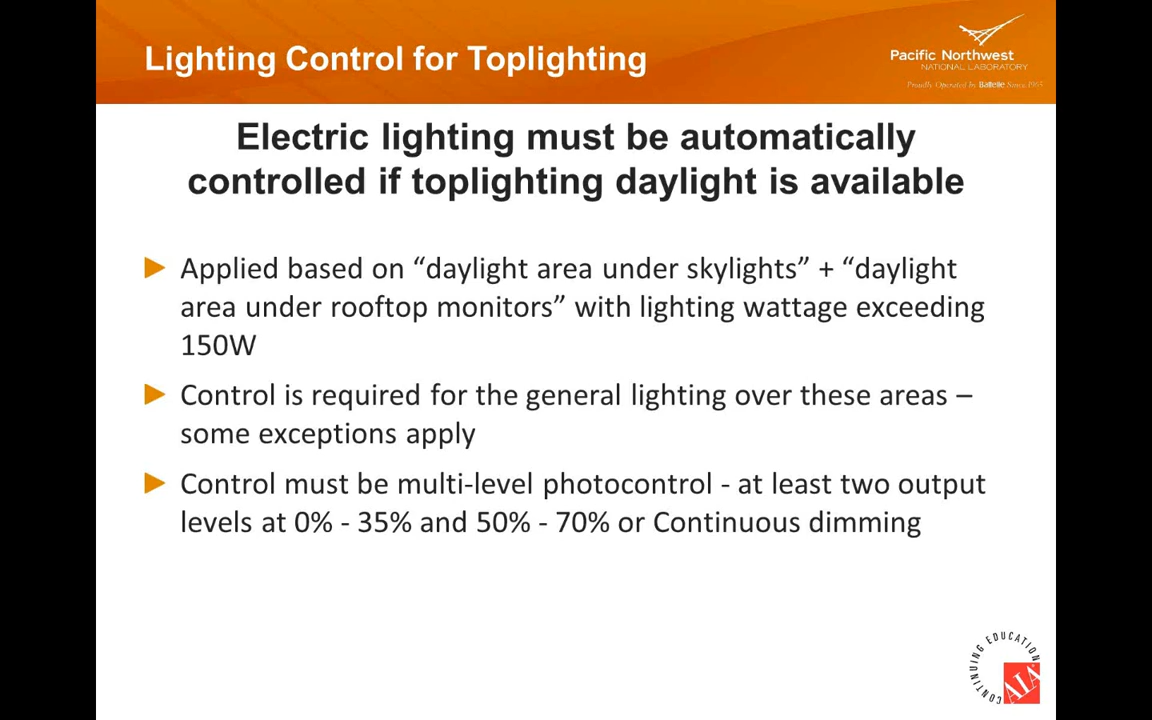 Lighting Control for Toplighting
Pacific Northwest
NATIONAL LABORATORY
Proudly Operated by Battelle Since 1965
Electric lighting must be automatically
controlled if toplighting daylight is available
Applied based on “daylight area under skylights” + “daylight
area under rooftop monitors” with lighting wattage exceeding
150W
Control is required for the general lighting over these areas –
some exceptions apply
Control must be multi-level photocontrol - at least two output
levels at 0% - 35% and 50% - 70% or Continuous dimming
CONTINUING EDUCATION
AIA